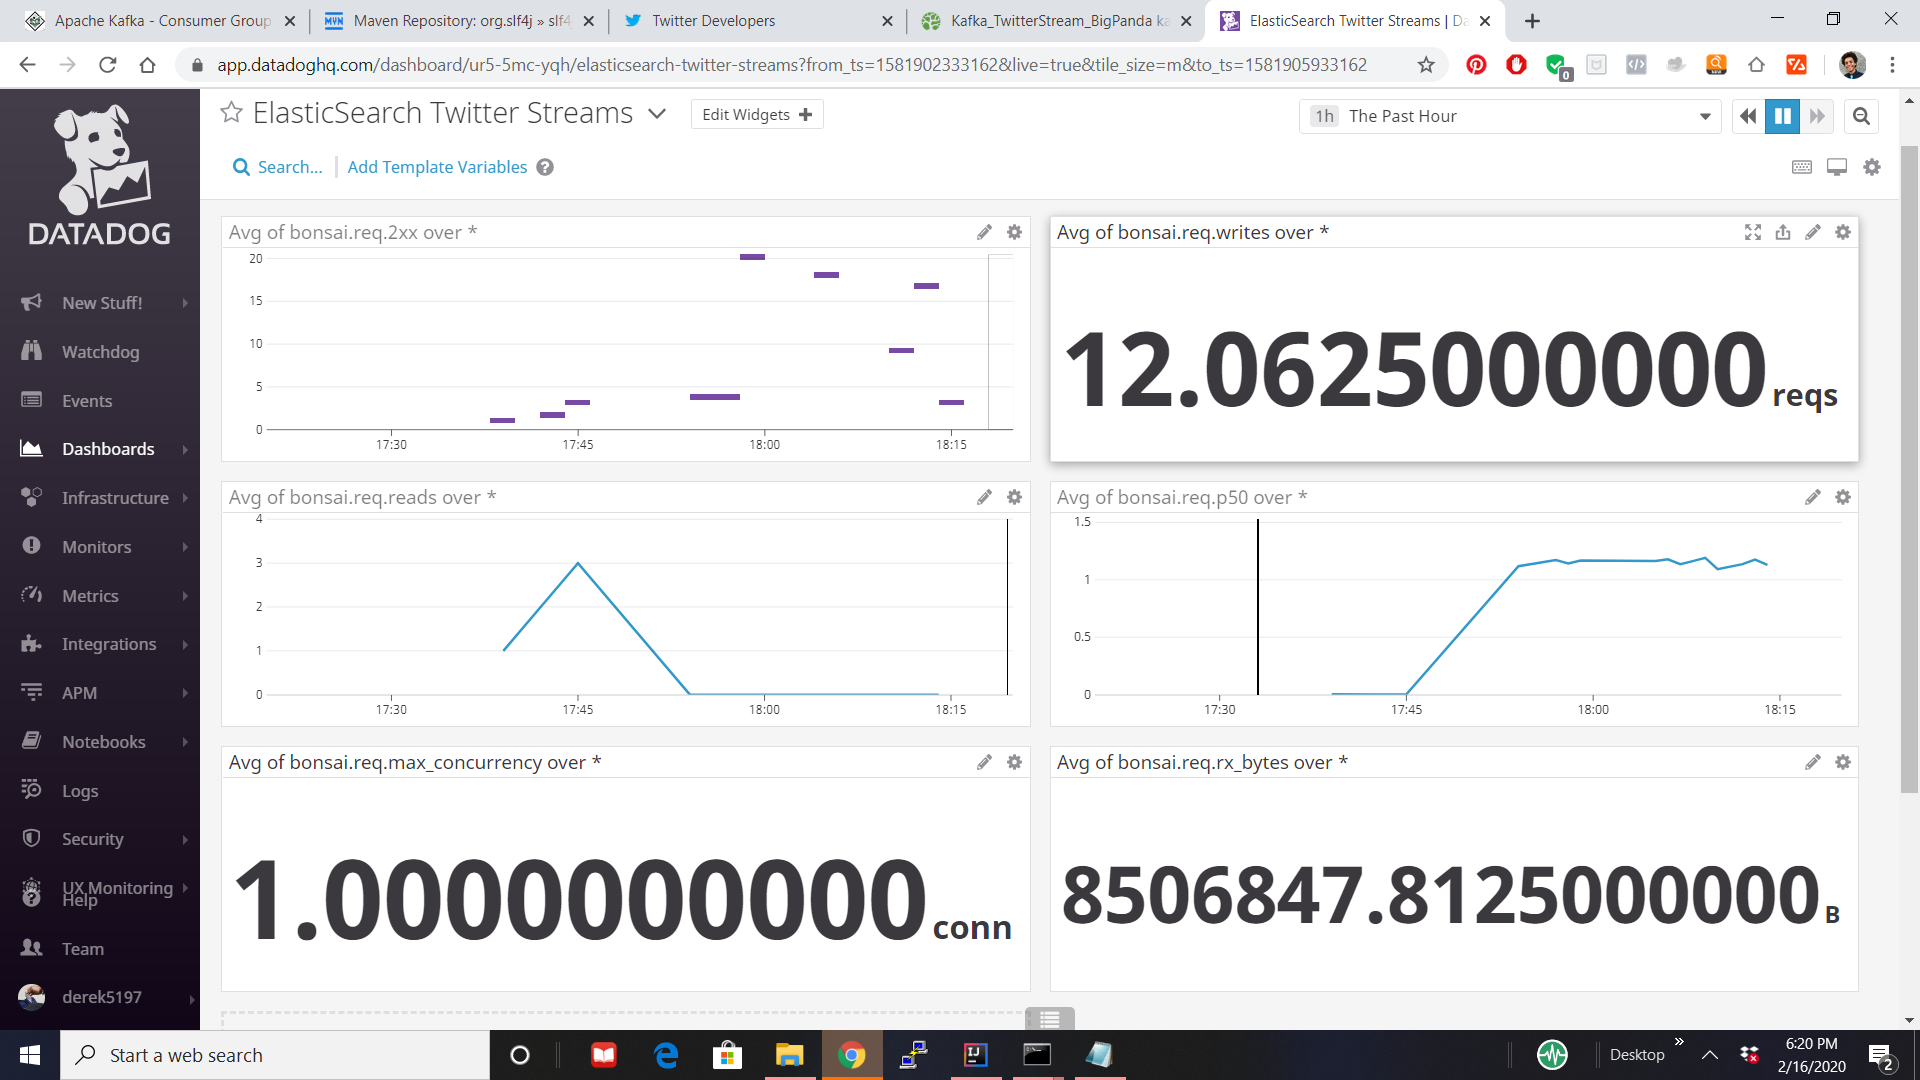 Apache Kafka - Consumer Group
Maven Repository: org.slf4j » slf4j
Twitter Developers
Kafka_TwitterStream_BigPanda ka
ElasticSearch Twitter Streams | Da
app.datadoghq.com/dashboard/ur5-5mc-yqh/elasticsearch-twitter-streams?from_ts=1581902333162&live=true&tile_size=m&to_ts=1581905933162
0
DATADOG
New Stuff!
Watchdog
Events
Dashboards
Infrastructure
Monitors
Metrics
Integrations
APM
Notebooks
Logs
Security
UX Monitoring
Help
Team
derek5197
ElasticSearch Twitter Streams
Edit Widgets +
1h The Past Hour
Search...
Add Template Variables ?
Avg of bonsai.req.2xx over *
20
15
10
5
0
17:30 17:45 18:00 18:15
Avg of bonsai.req.writes over *
12.0625000000 reqs
Avg of bonsai.req.reads over *
4
3
2
1
0
17:30 17:45 18:00 18:15
Avg of bonsai.req.p50 over *
1.5
1
0.5
0
17:30 17:45 18:00 18:15
Avg of bonsai.req.max_concurrency over *
1.0000000000 conn
Avg of bonsai.req.rx_bytes over *
8506847.8125000000 B
Start a web search
Desktop
6:20 PM
2/16/2020
2